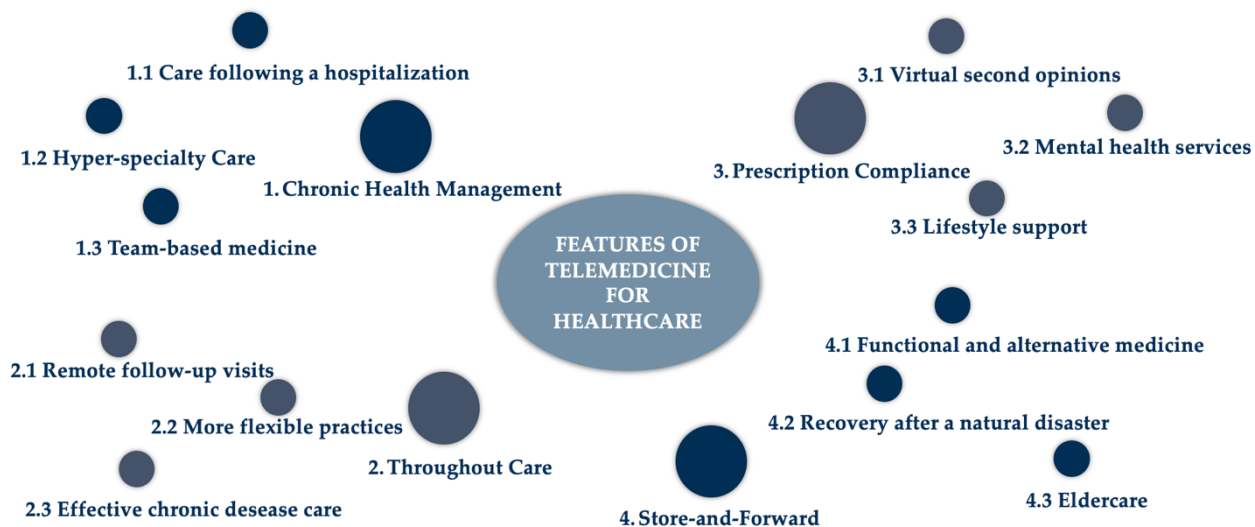 1.1 Care following a hospitalization
1.2 Hyper-specialty Care
1. Chronic Health Management
1.3 Team-based medicine
3.1 Virtual second opinions
3.2 Mental health services
3. Prescription Compliance
3.3 Lifestyle support
FEATURES OF
TELEMEDICINE
FOR
HEALTHCARE
2.1 Remote follow-up visits
2.2 More flexible practices
2. Throughout Care
2.3 Effective chronic desease care
4.1 Functional and alternative medicine
4.2 Recovery after a natural disaster
4.3 Eldercare
4. Store-and-Forward